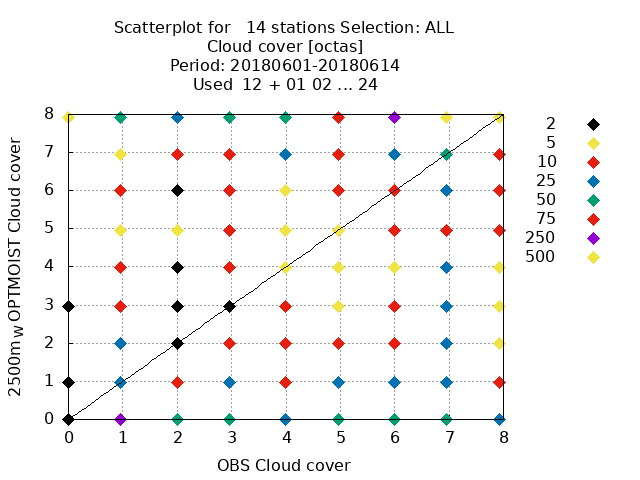 Scatterplot for 14 stations Selection: ALL
Cloud cover [octas]
Period: 20180601-20180614
Used 12 + 01 02 ... 24
2500m_W OPTMOIST Cloud cover
8
7
6
5
4
3
2
1
0
0 1 2 3 4 5 6 7 8
OBS Cloud cover
2
5
10
25
50
75
250
500